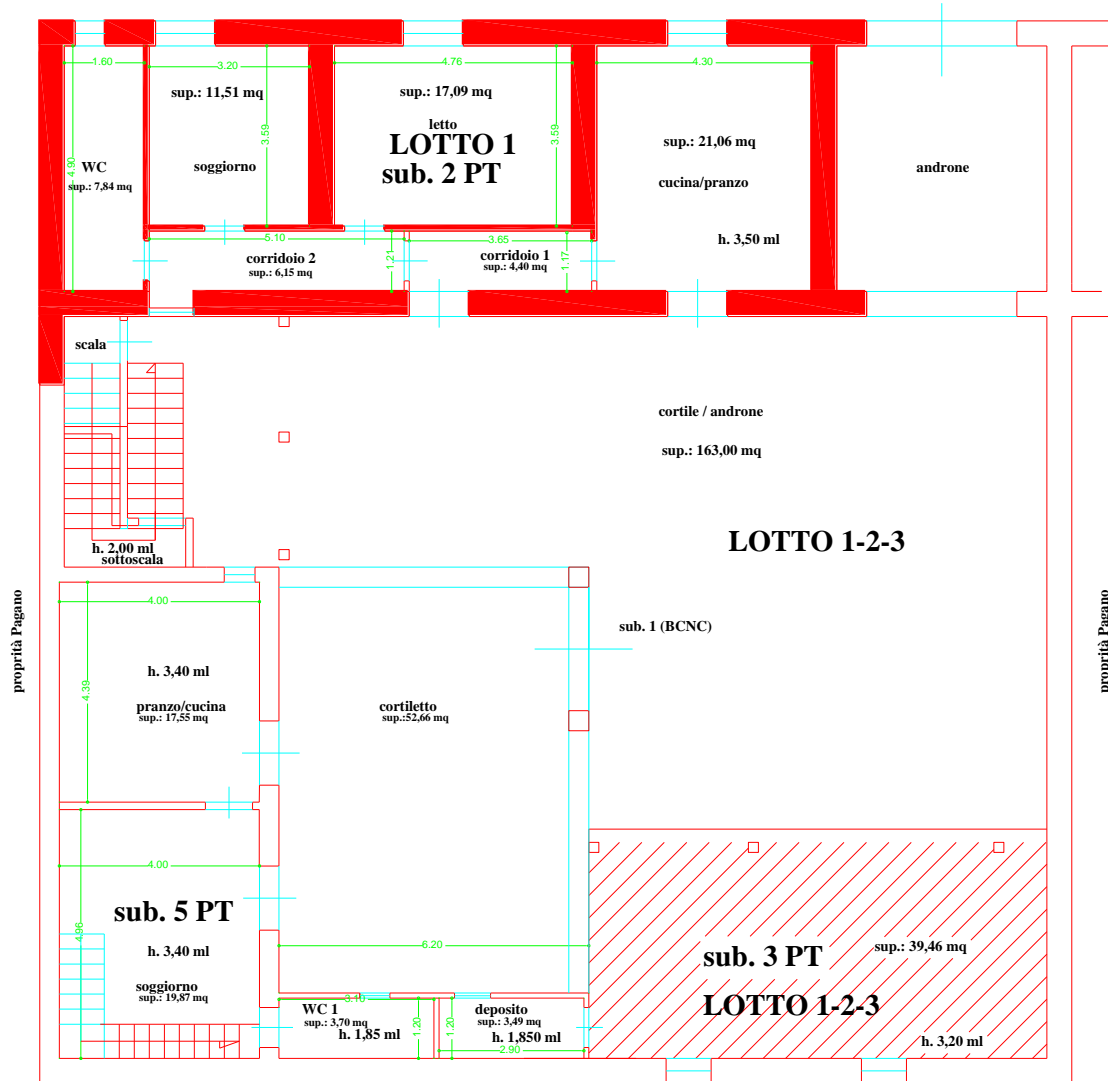 1.60
3.20
4.76
4.30
sup.: 11,51 mq
sup.: 17,09 mq
letto
LOTTO 1
sub. 2 PT
3.59
3.59
sup.: 21,06 mq
cucina/pranzo
h. 3,50 ml
androne
WC
sup.: 7,84 mq
4.90
soggiorno
5.10
3.65
corridoio 2
sup.: 6,15 mq
1.21
corridoio 1
sup.: 4,40 mq
1.17
scala
cortile / androne
sup.: 163,00 mq
LOTTO 1-2-3
h. 2,00 ml
sottoscala
proprità Pagano
proprità Pagano
sub. 1 (BCNC)
4.00
4.39
h. 3,40 ml
pranzo/cucina
sup.: 17,55 mq
cortiletto
sup.:52,66 mq
4.00
4.96
sub. 5 PT
h. 3,40 ml
soggiorno
sup.: 19,87 mq
6.20
sub. 3 PT
sup.: 39,46 mq
LOTTO 1-2-3
h. 3,20 ml
3.10
WC 1
sup.: 3,70 mq
h. 1,85 ml
1.20
1.20
deposito
sup.: 3,49 mq
h. 1,850 ml
2.90